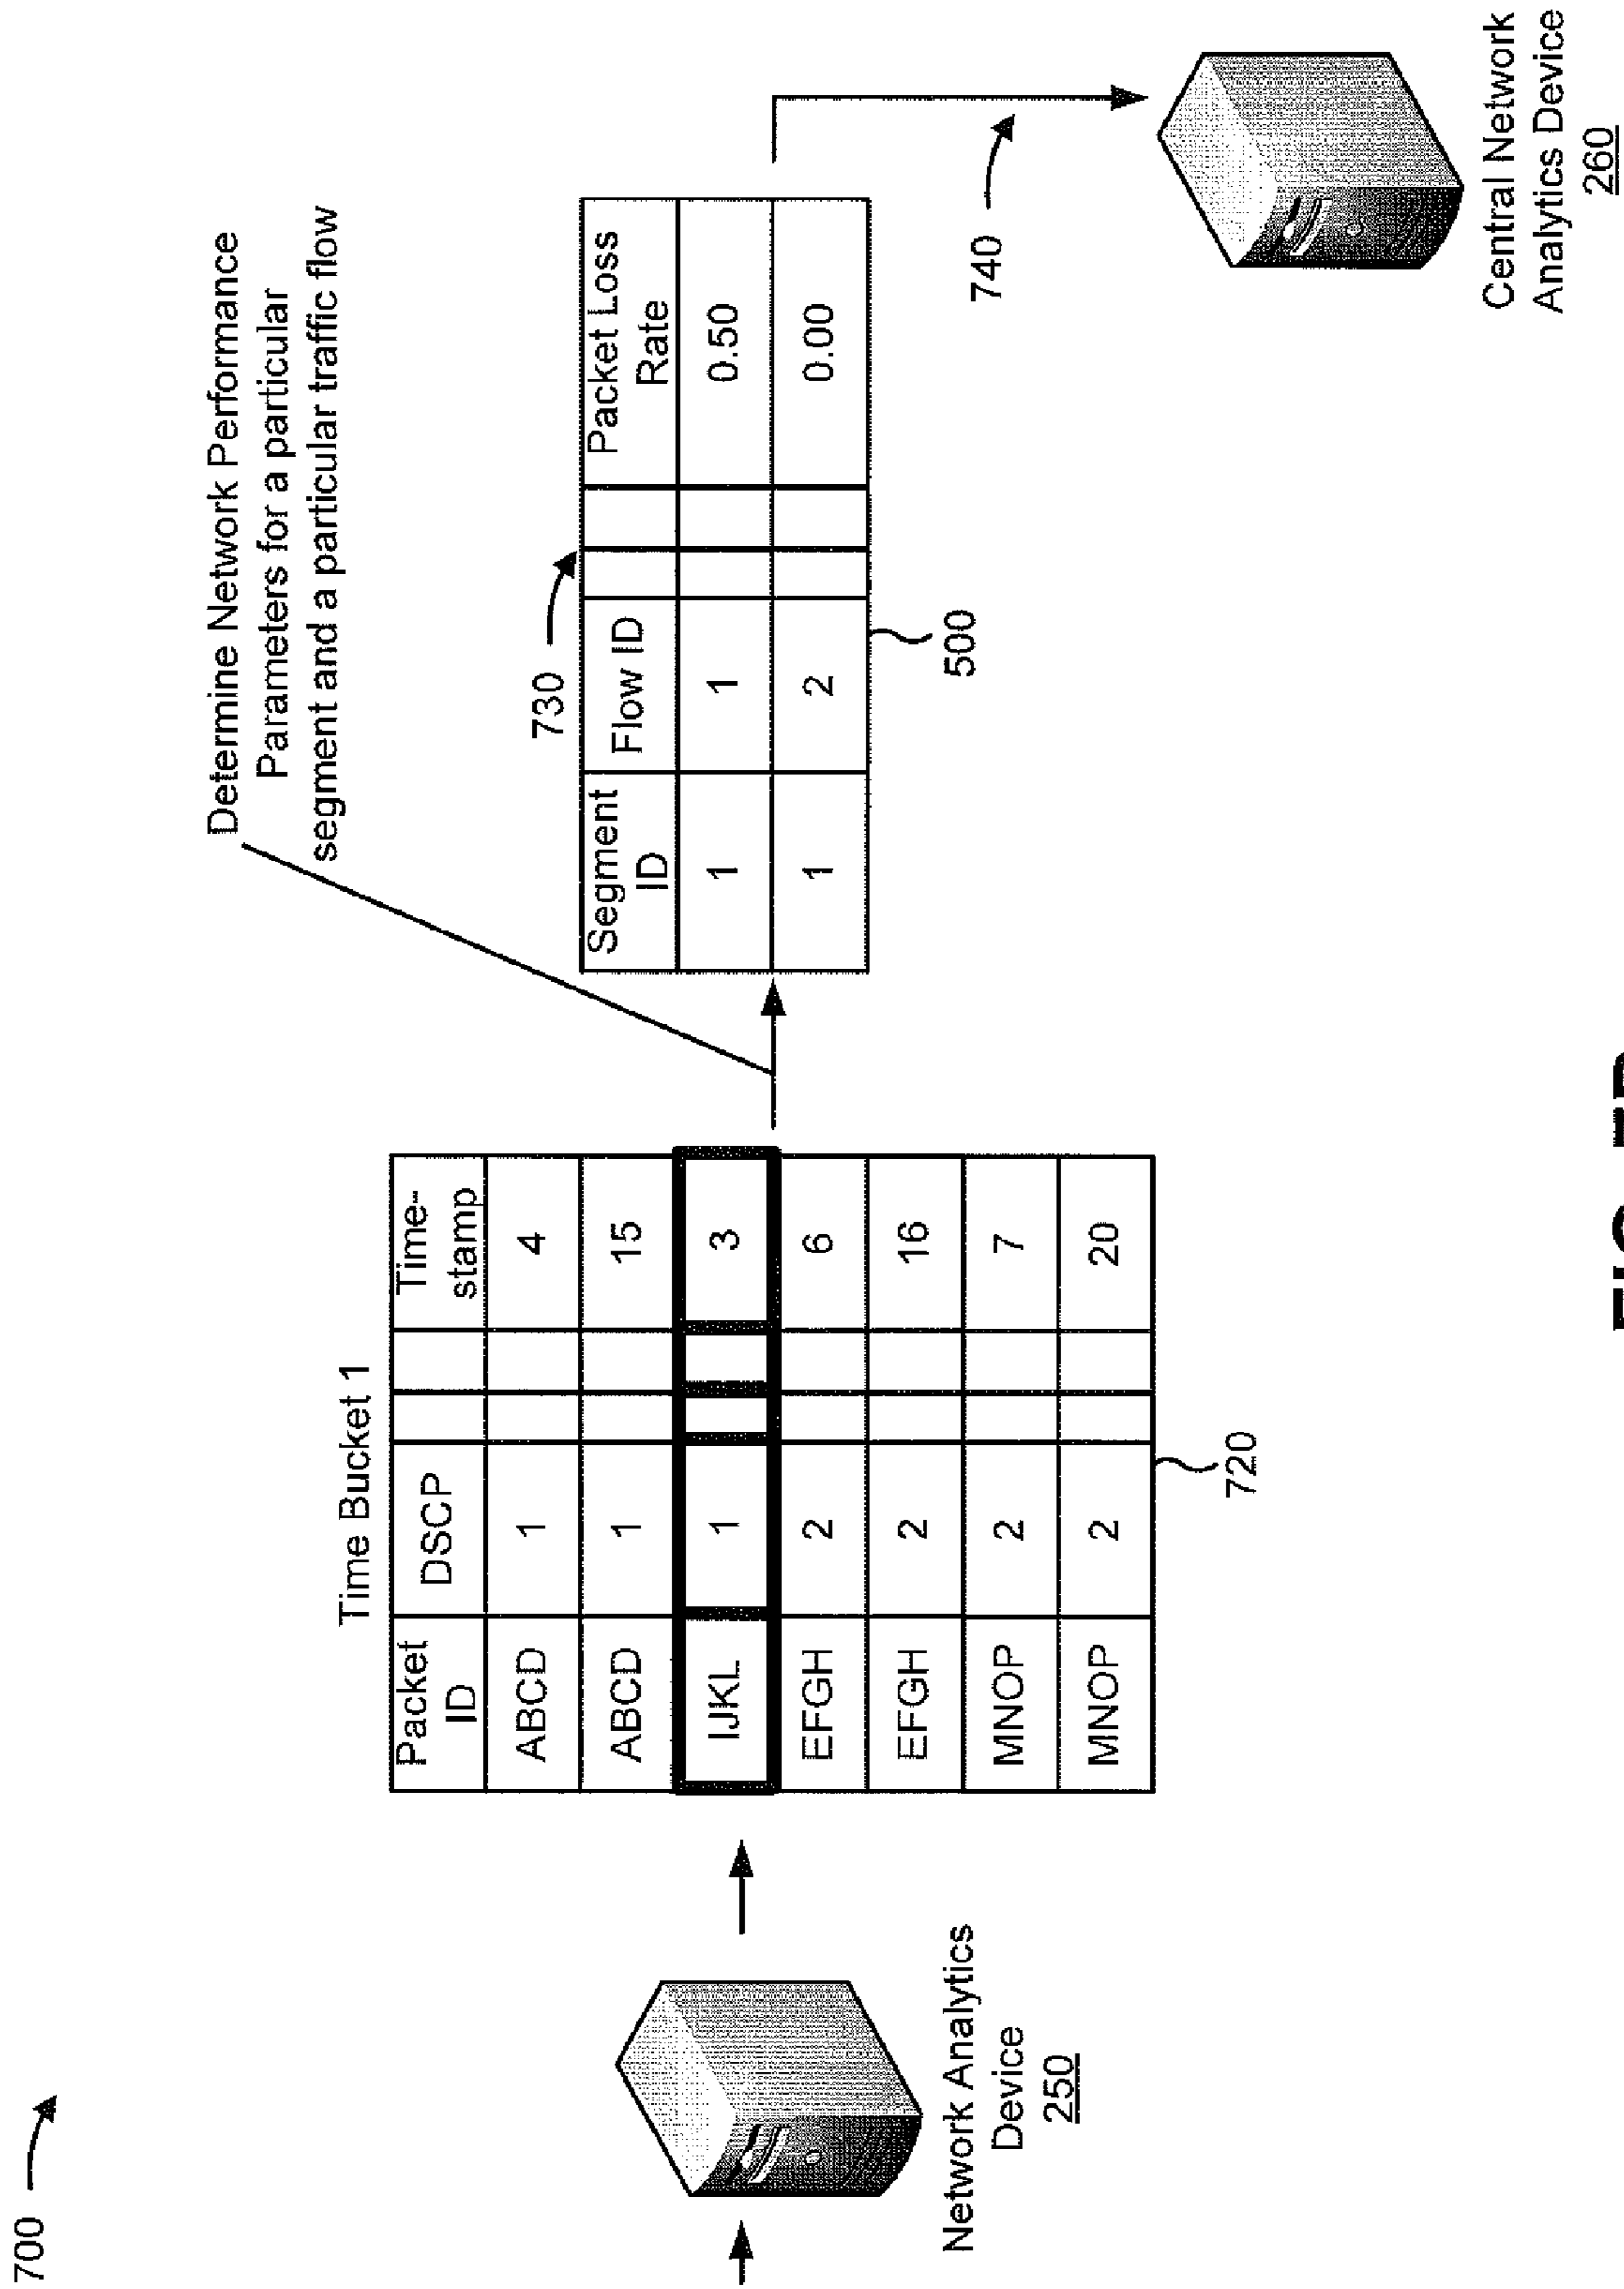 700
Determine Network Performance
Parameters for a particular
segment and a particular traffic flow
Time Bucket 1
Packet ID DSCP Time-stamp
ABCD 1 4
ABCD 1 15
IJKL 1 3
EFGH 2 6
EFGH 2 16
MNOP 2 7
MNOP 2 20
720
730
Segment ID Flow ID Packet Loss Rate
1 1 0.50
1 2 0.00
500
740
Network Analytics
Device
250
Central Network
Analytics Device
260